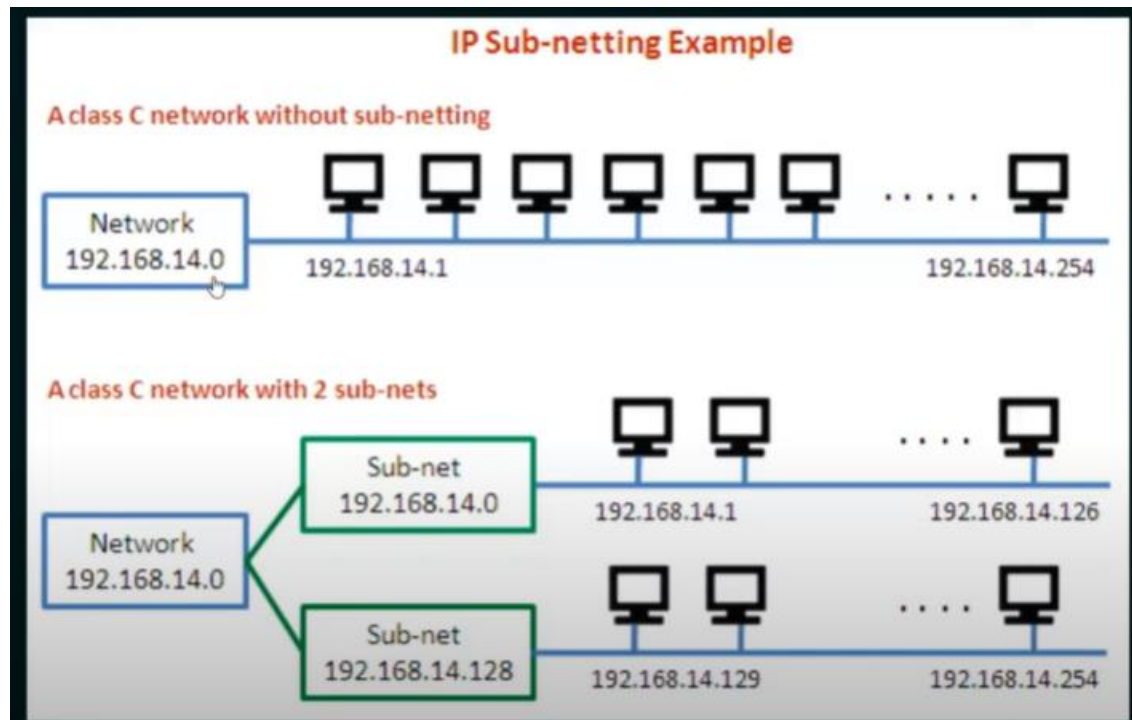 IP Sub-netting Example
A class C network without sub-netting
Network
192.168.14.0
192.168.14.1
192.168.14.254
A class C network with 2 sub-nets
Sub-net
192.168.14.0
192.168.14.1
192.168.14.126
Network
192.168.14.0
Sub-net
192.168.14.128
192.168.14.129
192.168.14.254